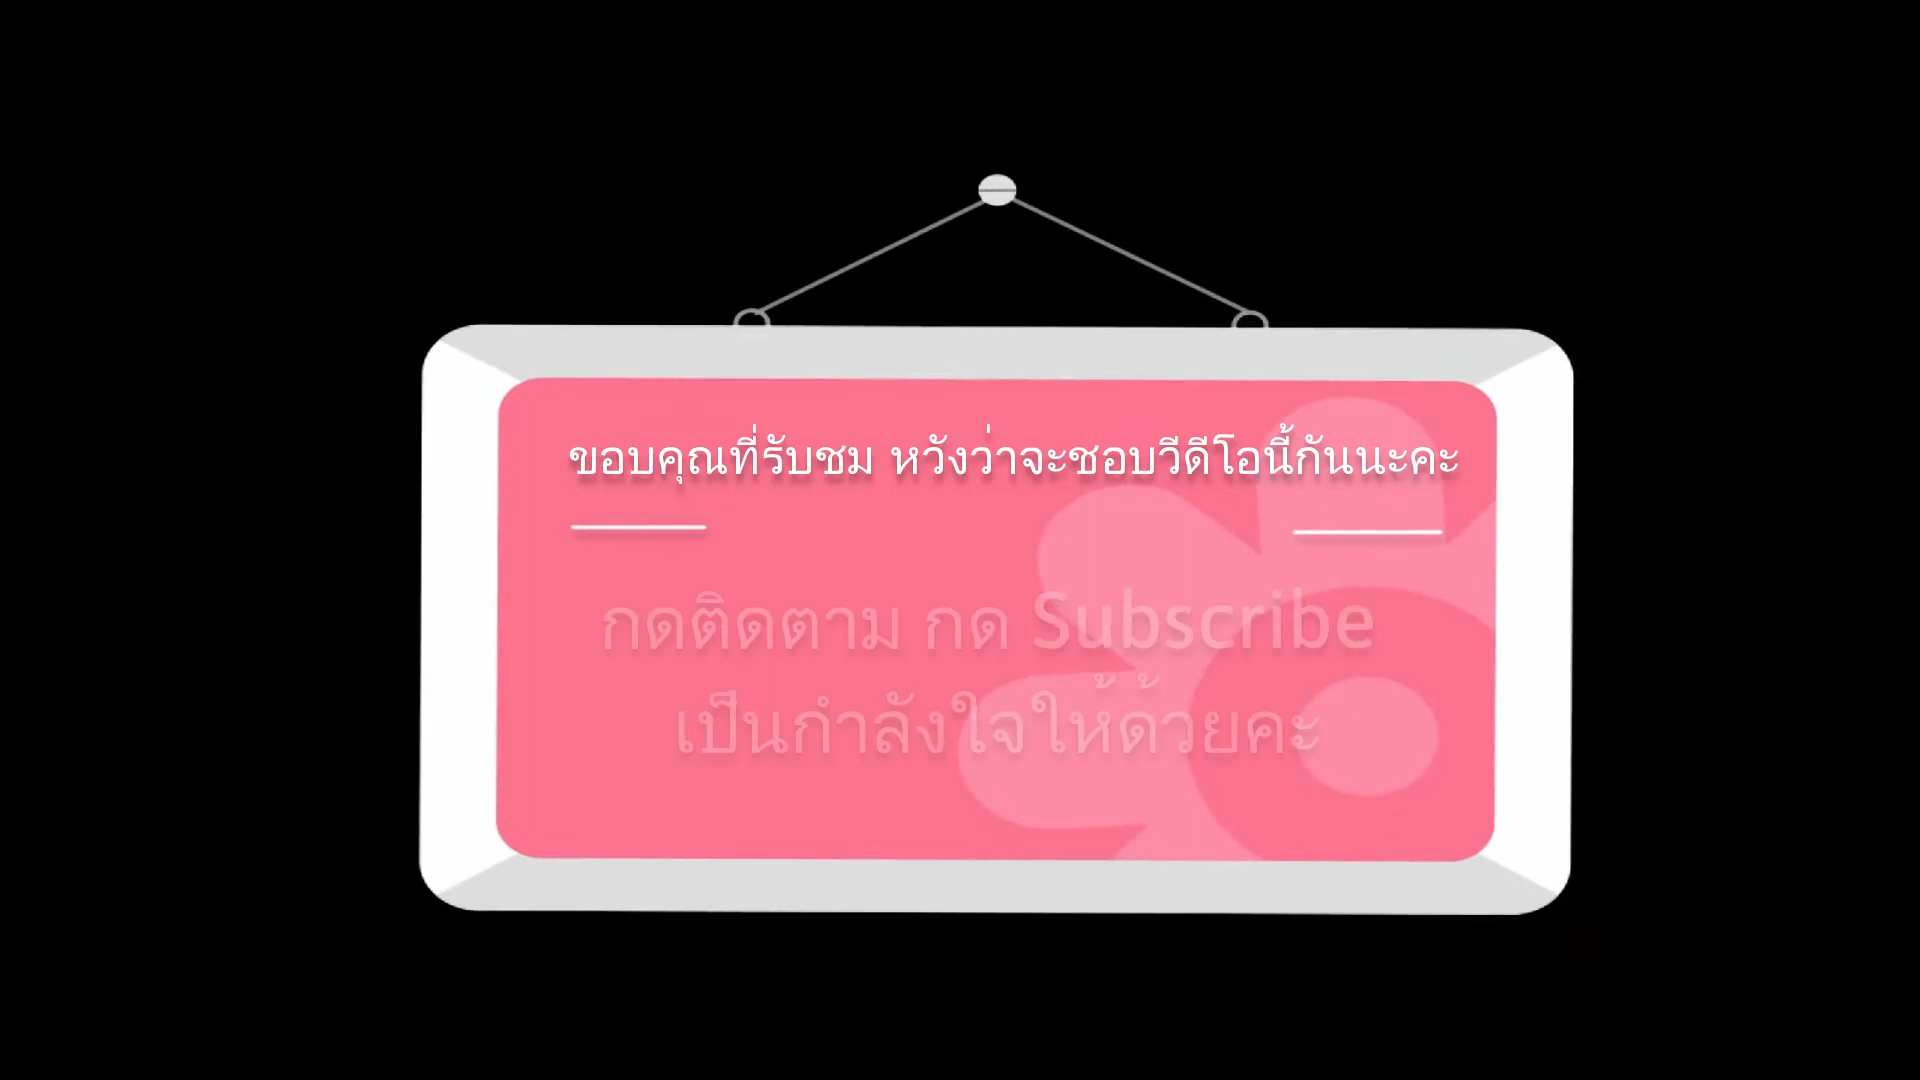 ขอบคุณที่รับชม หวังว่าจะชอบวีดีโอนี้กันนะคะ
กดติดตาม กด Subscribe
เป็นกำลังใจให้ด้วยคะ